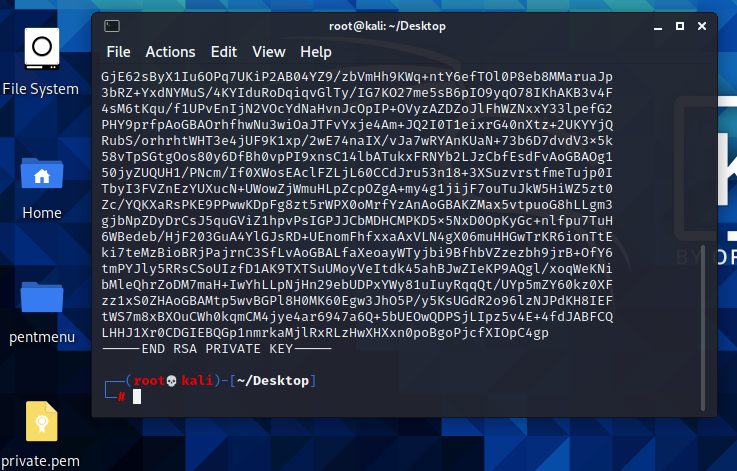 root@kali: ~/Desktop
File Actions Edit View Help
GjE62sByX1Iu6OPq7UKiP2AB04YZ9/zbVmHh9KWq+ntY6efTOl0P8eb8MMaruaJp
3bRZ+YxdNYMuS/4KYIduRoDqiqvGlTy/IG7KO27me5sB6pIO9yqO78IKhAKB3v4F
4sM6tKqu/f1UPvEnIjN2VOcYdNaHvnJcOpIP+OVyzAZDZoJlFhWZNxxY33lpefG2
PHY9prfpAoGBAOrhfhwNu3wiOaJTFvYxje4Am+JQ2I0T1eixrG40nXtz+2UKYYjQ
RubS/orhrhtWHT3e4jUF9K1xp/2wE74naIX/vJa7wRYAnKUaN+73b6D7dvdV3×5k
58vTpSGtgOos80y6DfBh0vpPI9xnsC14lbATukxFRNYb2LJzCbfEsdFvAoGBAOg1
50jyZUQUH1/PNcm/If0XWosEAclFZLjL60CCdJru53n18+3XSuzvrstfmeTujp0I
TbyI3FVZnEzYUXucN+UWowZjWmuHLpZcpOZgA+my4g1jijF7ouTuJkW5HiWZ5zt0
Zc/YQKXaRsPKE9PPwwKDpFg8zt5rWPX0oMrfYzAnAoGBAKZMax5vtpuoG8hLLgm3
gjbNpZDyDrCsJ5quGViZ1hpvPsIGPJJCbMDHCMPKD5×5NxD0OpKyGc+nlfpu7TuH
6WBedeb/HjF203GuA4YlGJsRD+UEnomFhfxxaAxVLN4gX06muHHGwTrKR6ionTtE
ki7teMzBioBRjPajrnC3SfLvAoGBALfaXeoayWTyjbi9BfhbVZzezbh9jrB+OfY6
tmPYJly5RRsCSoUIzfD1AK9TXTSuUMoyVeItdk45ahBJwZIeKP9AQgl/xoqWeKNi
bMleQhrZoDM7maH+IwYhLLpNjHn29ebUDPxYWy81uIuyRqqQt/UYp5mZY60kz0XF
zz1xS0ZHAoGBAMtp5wvBGPl8H0MK60Egw3JhO5P/y5KsUGdR2o96lzNJPdKH8IEF
tWS7m8xBXOuCWh0kqmCM4jye4ar6947a6Q+5bUEOwQDPSjLIpz5v4E+4fdJABFCQ
LHHJ1Xr0CDGIEBQGp1nmrkaMjlRxRLzHwXHXxn0poBgoPjcfXIOpC4gp
-----END RSA PRIVATE KEY-----
(root💀kali)-[~/Desktop]
#
File System
Home
pentmenu
private.pem